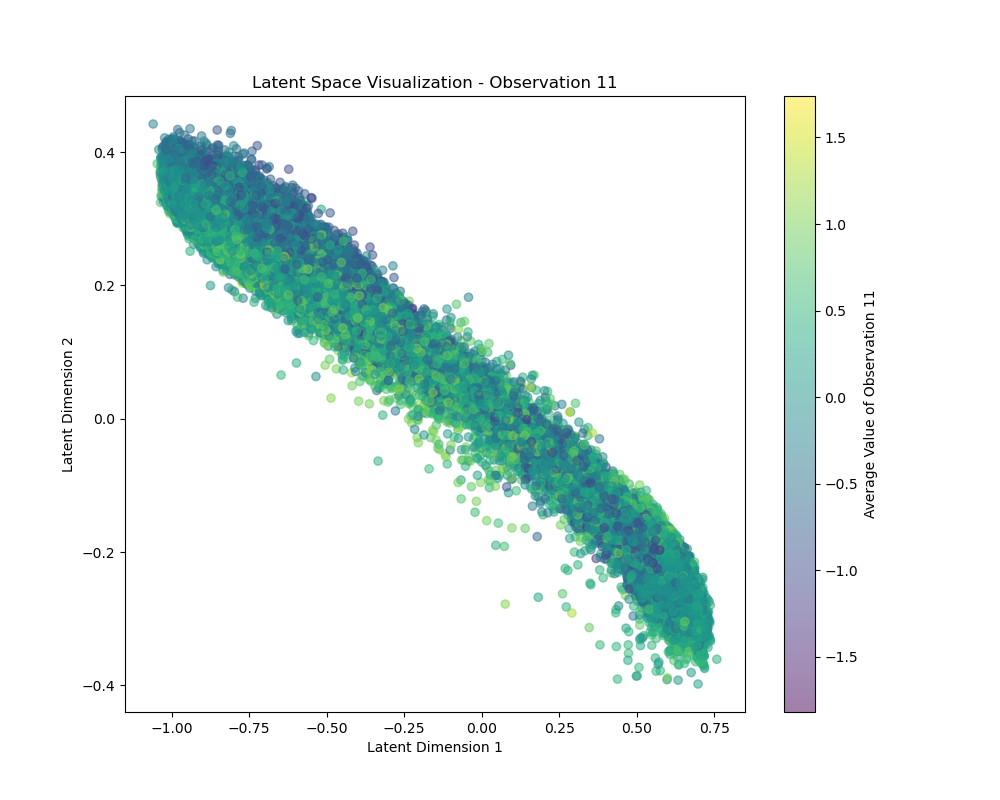 Latent Space Visualization - Observation 11
0.4
0.2
0.0
−0.2
−0.4
Latent Dimension 2
−1.00 −0.75 −0.50 −0.25 0.00 0.25 0.50 0.75
Latent Dimension 1
1.5
1.0
0.5
0.0
−0.5
−1.0
−1.5
Average Value of Observation 11